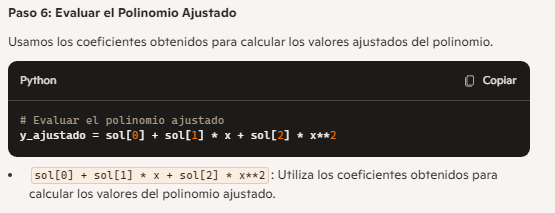 Paso 6: Evaluar el Polinomio Ajustado
Usamos los coeficientes obtenidos para calcular los valores ajustados del polinomio.
Python
Copiar
# Evaluar el polinomio ajustado
y_ajustado = sol[0] + sol[1] * x + sol[2] * x**2
• sol[0] + sol[1] * x + sol[2] * x**2 : Utiliza los coeficientes obtenidos para
calcular los valores del polinomio ajustado.